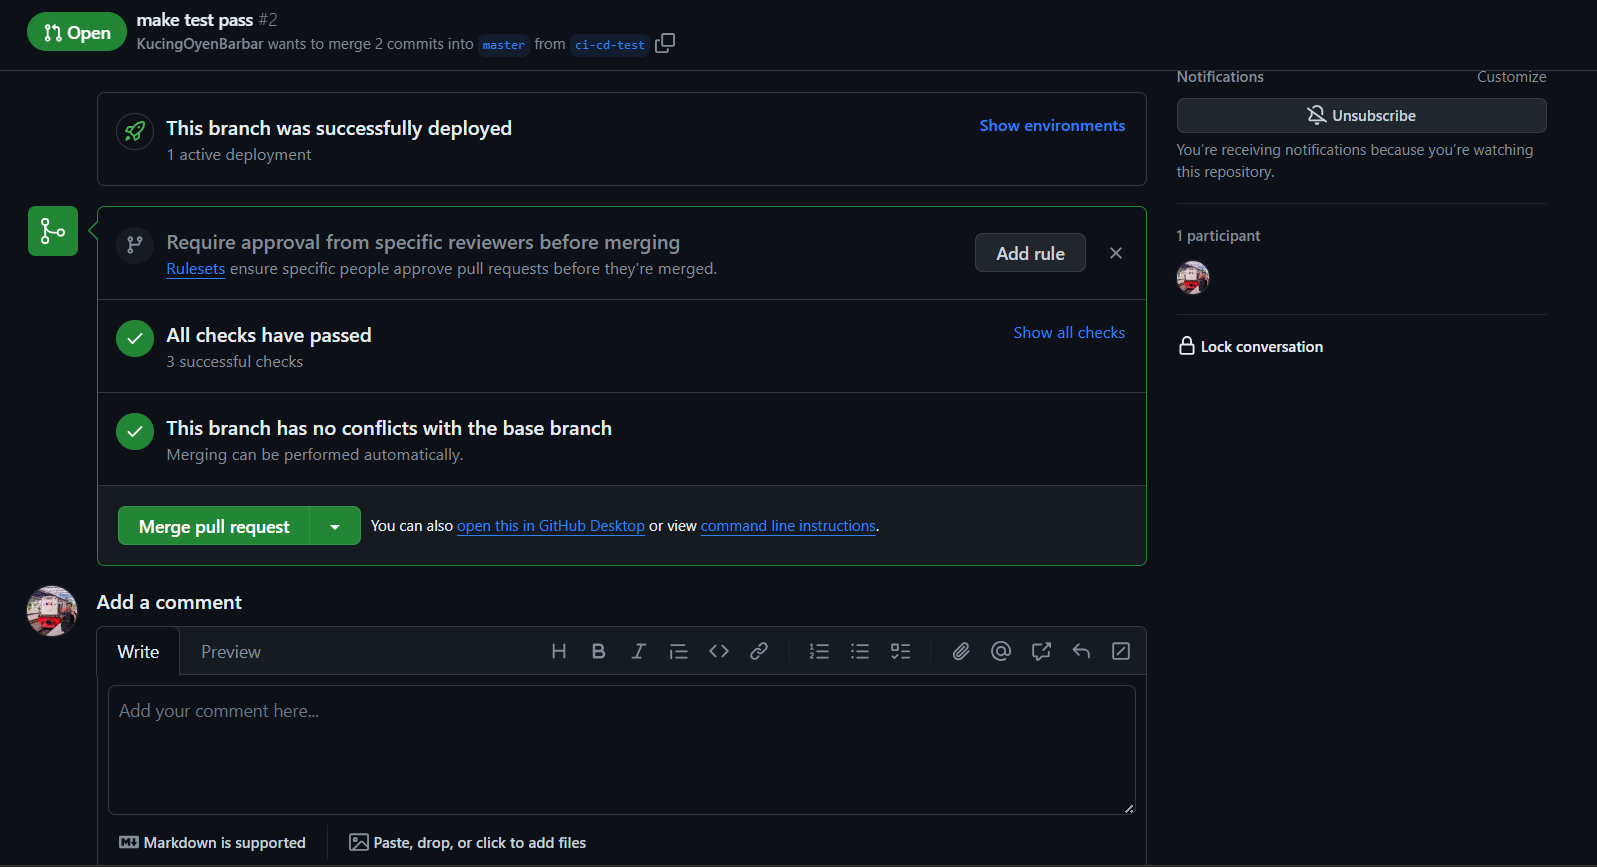 Open
make test pass #2
KucingOyenBarbar wants to merge 2 commits into master from ci-cd-test
Notifications
Customize
Unsubscribe
You're receiving notifications because you're watching
this repository.
1 participant
Lock conversation
This branch was successfully deployed
1 active deployment
Show environments
Require approval from specific reviewers before merging
Rulesets ensure specific people approve pull requests before they're merged.
Add rule
All checks have passed
3 successful checks
Show all checks
This branch has no conflicts with the base branch
Merging can be performed automatically.
Merge pull request
You can also open this in GitHub Desktop or view command line instructions.
Add a comment
Write
Preview
Add your comment here...
Markdown is supported
Paste, drop, or click to add files